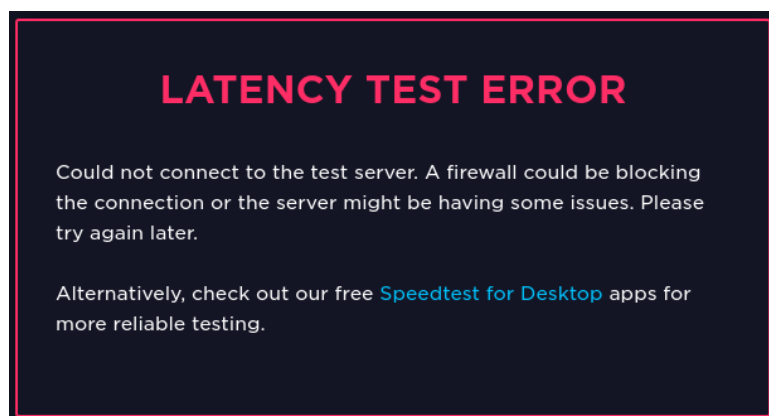 LATENCY TEST ERROR
Could not connect to the test server. A firewall could be blocking
the connection or the server might be having some issues. Please
try again later.
Alternatively, check out our free Speedtest for Desktop apps for
more reliable testing.